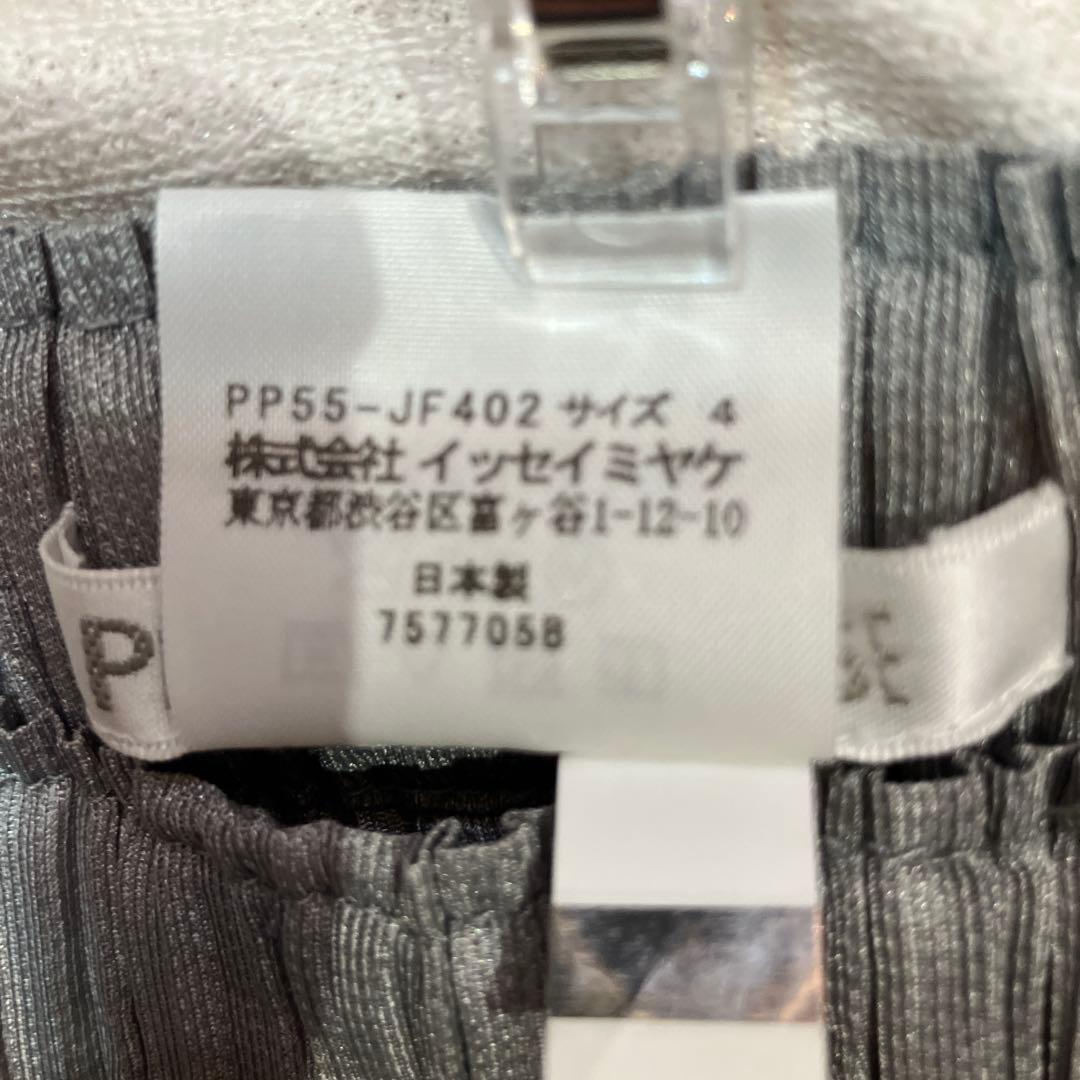 PP55-JF402 サイズ 4
株式会社 イッセイミヤケ
東京都渋谷区富ヶ谷1-12-10
日本製
757705B
P